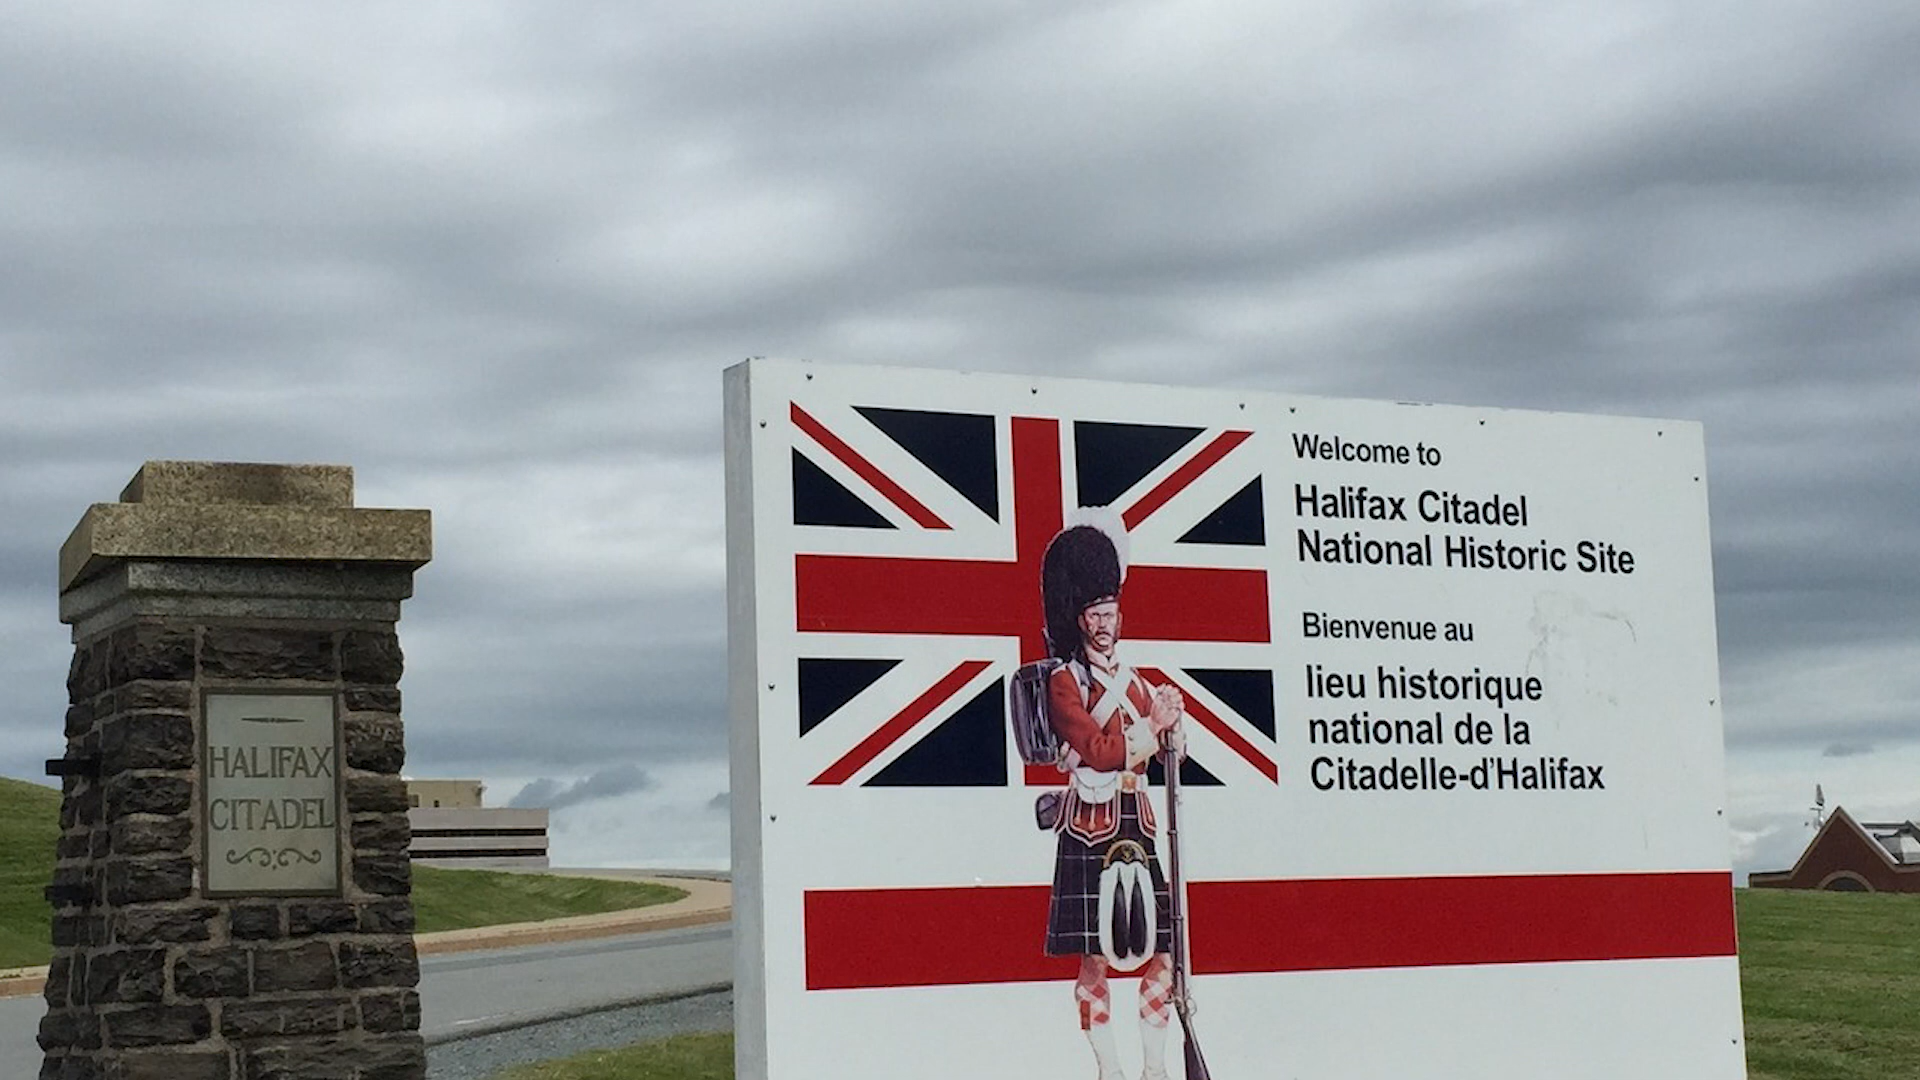 HALIFAX
CITADEL
Welcome to
Halifax Citadel
National Historic Site
Bienvenue au
lieu historique
national de la
Citadelle-d'Halifax